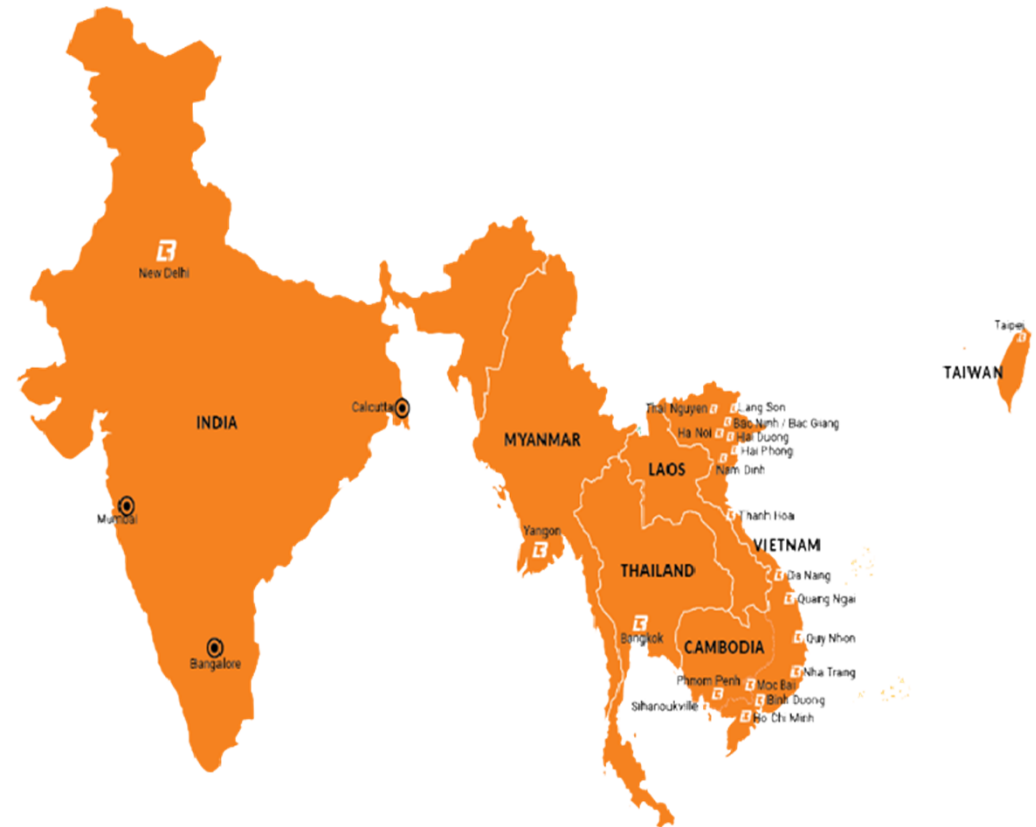 New Delhi
Calcutta
INDIA
Mumbai
Bangalore
MYANMAR
Yangon
Thai Nguyen
Lang Son
Bac Ninh / Bac Giang
Ha Noi
Hai Duong
Hai Phong
Nam Dinh
LAOS
Thanh Hoa
VIETNAM
THAILAND
Da Nang
Quang Ngai
Bangkok
CAMBODIA
Quy Nhon
Nha Trang
Phnom Penh
Moc Bai
Binh Duong
Sihanoukville
Ho Chi Minh
Taipei
TAIWAN